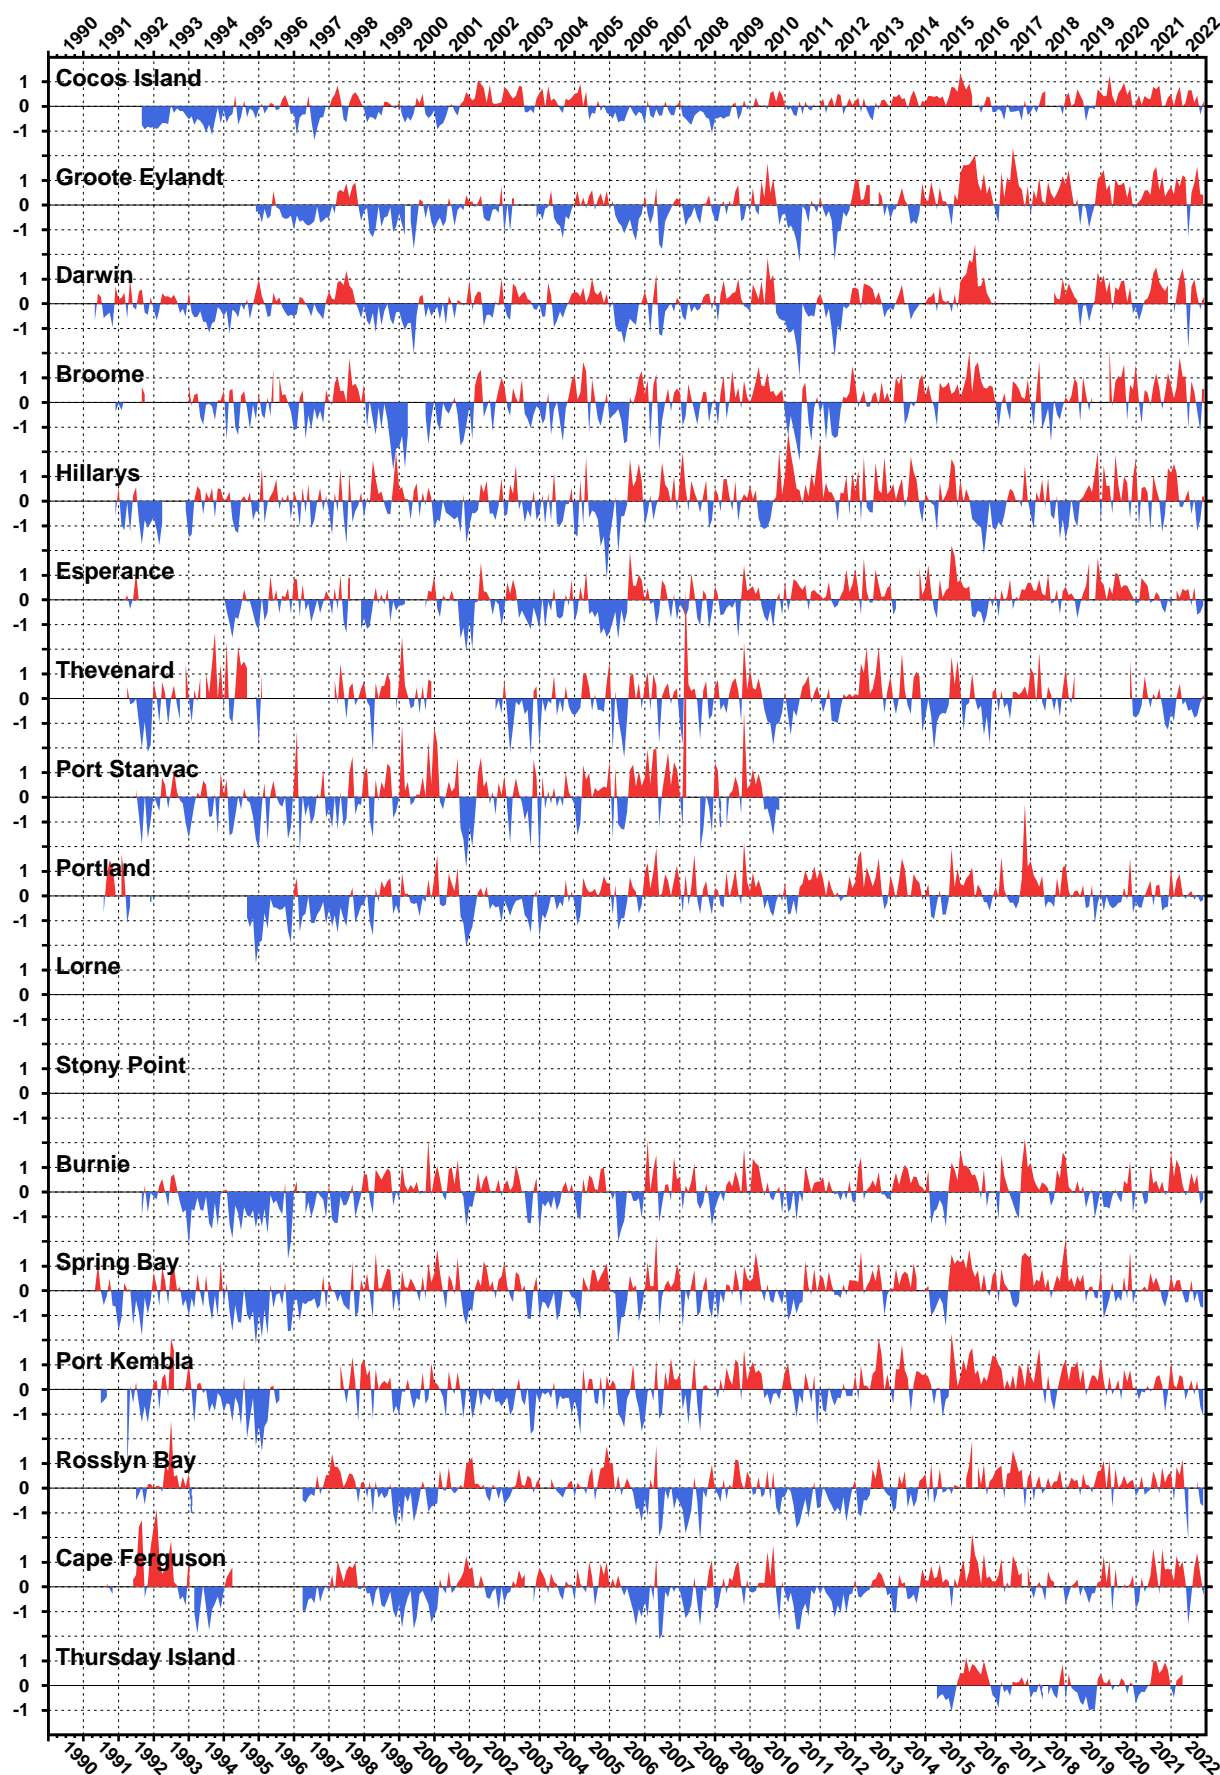 1990 1991 1992 1993 1994 1995 1996 1997 1998 1999 2000 2001 2002 2003 2004 2005 2006 2007 2008 2009 2010 2011 2012 2013 2014 2015 2016 2017 2018 2019 2020 2021 2022
Cocos Island
1
0
-1
Groote Eylandt
1
0
-1
Darwin
1
0
-1
Broome
1
0
-1
Hillarys
1
0
-1
Esperance
1
0
-1
Thevenard
1
0
-1
Port Stanvac
1
0
-1
Portland
1
0
-1
Lorne
1
0
-1
Stony Point
1
0
-1
Burnie
1
0
-1
Spring Bay
1
0
-1
Port Kembla
1
0
-1
Rosslyn Bay
1
0
-1
Cape Ferguson
1
0
-1
Thursday Island
1
0
-1
1990 1991 1992 1993 1994 1995 1996 1997 1998 1999 2000 2001 2002 2003 2004 2005 2006 2007 2008 2009 2010 2011 2012 2013 2014 2015 2016 2017 2018 2019 2020 2021 2022